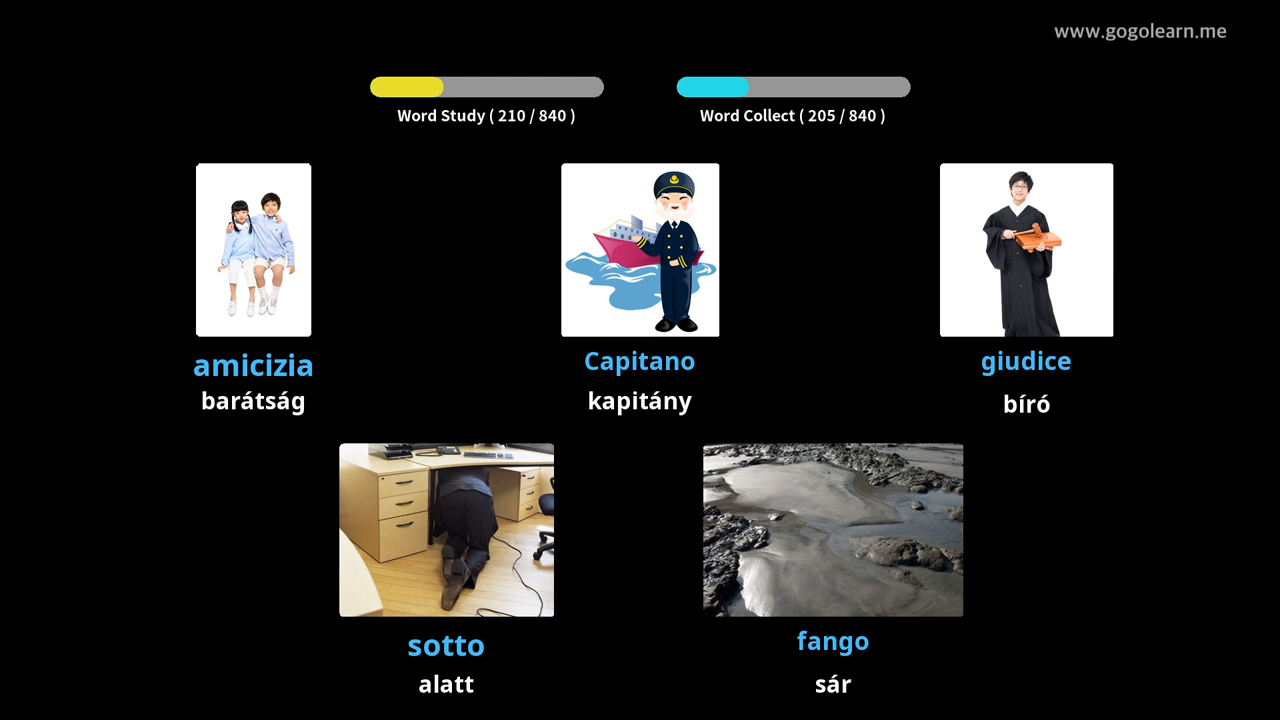 www.gogolearn.me
Word Study ( 210 / 840 )
Word Collect ( 205 / 840 )
amicizia
barátság
Capitano
kapitány
giudice
bíró
sotto
alatt
fango
sár